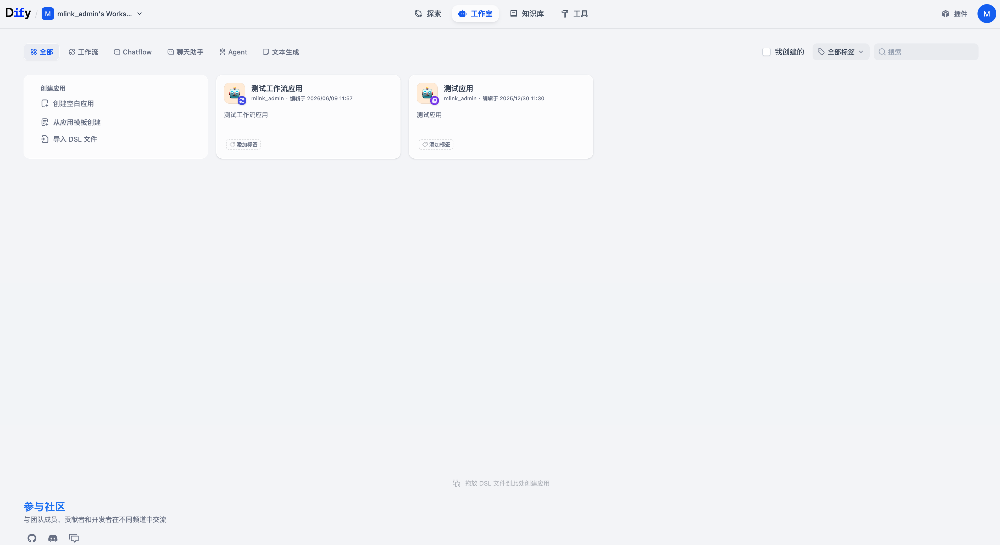 Dify / M mlink_admin's Works...
探索 工作室 知识库 工具
插件 M
全部 工作流 Chatflow 聊天助手 Agent 文本生成
我创建的 全部标签 搜索
创建应用
创建空白应用
从应用模板创建
导入 DSL 文件
测试工作流应用
mlink_admin · 编辑于 2026/06/09 11:57
测试工作流应用
添加标签
测试应用
mlink_admin · 编辑于 2025/12/30 11:30
测试应用
添加标签
拖放 DSL 文件到此处创建应用
参与社区
与团队成员、贡献者和开发者在不同频道中交流